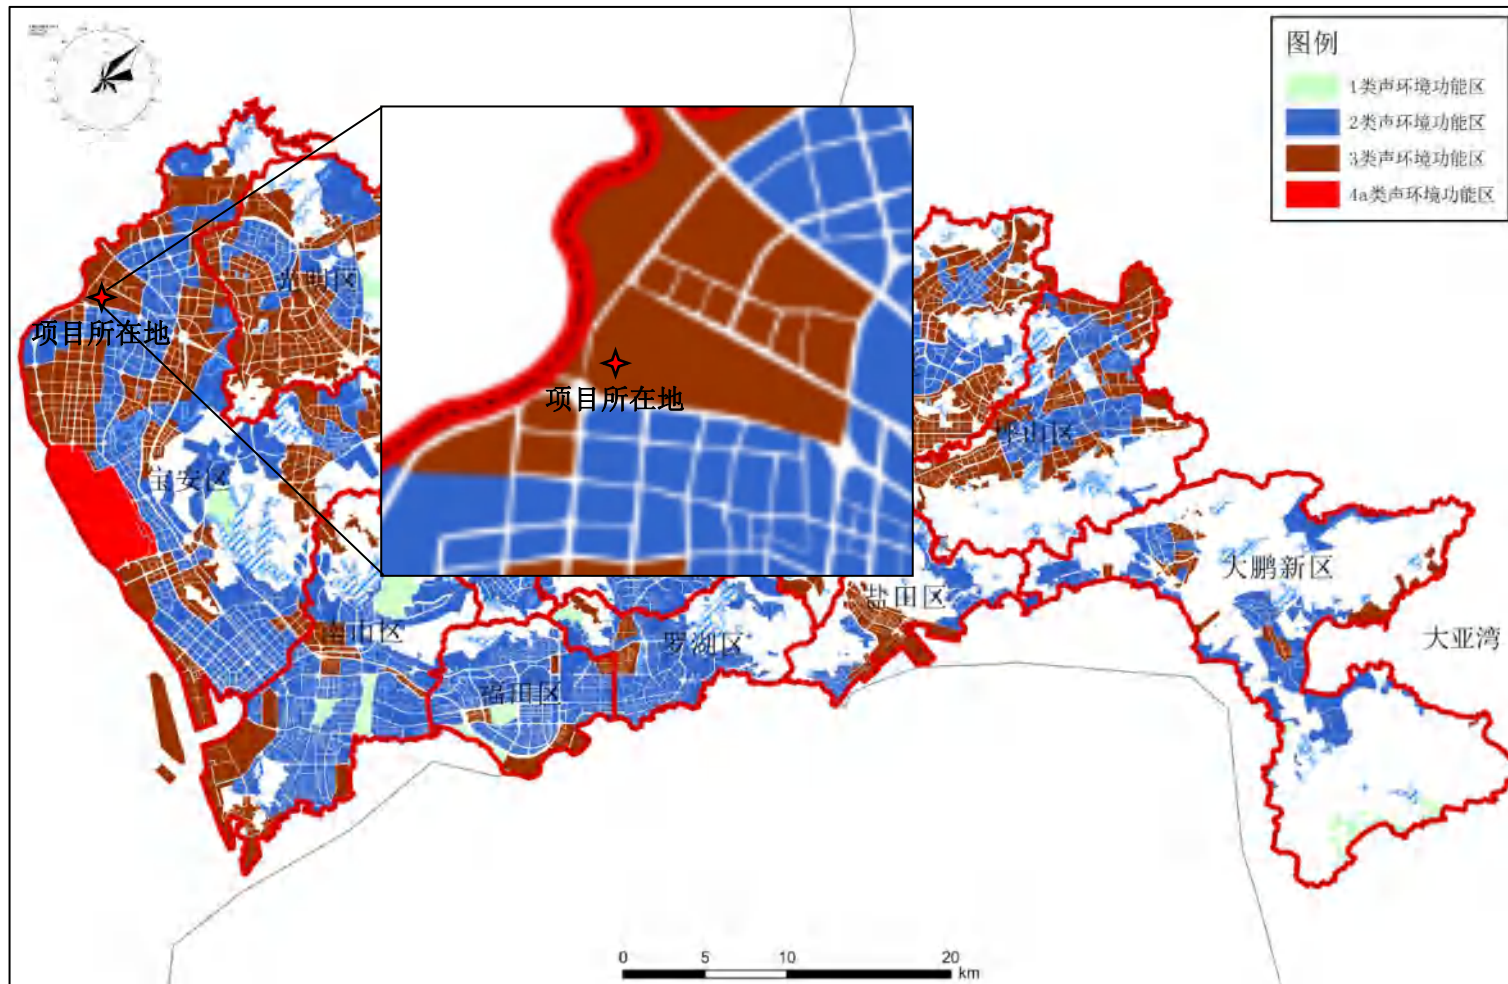 图例
1类声环境功能区
2类声环境功能区
3类声环境功能区
4a类声环境功能区
光明区
项目所在地
项目所在地
坪山区
宝安区
大鹏新区
盐田区
大亚湾
南山区
罗湖区
福田区
0 5 10 20
km